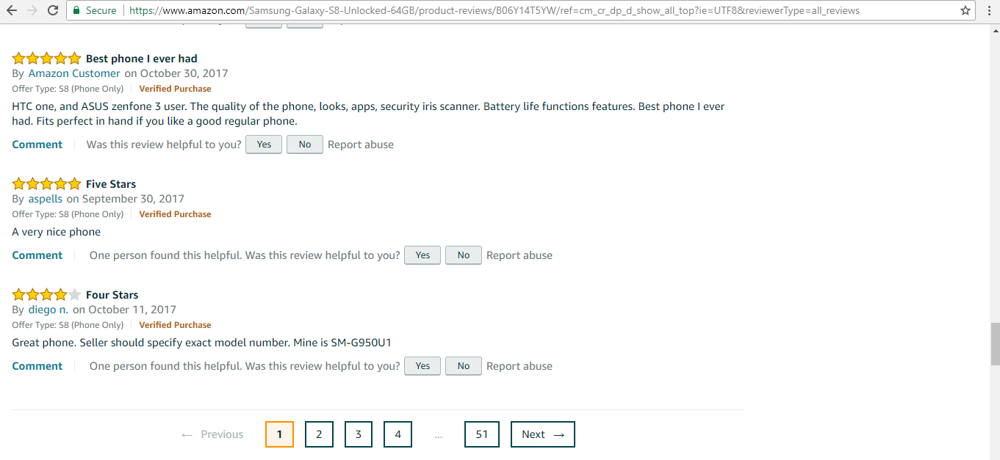 Secure https://www.amazon.com/Samsung-Galaxy-S8-Unlocked-64GB/product-reviews/B06Y14T5YW/ref=cm_cr_dp_d_show_all_top?ie=UTF8&reviewerType=all_reviews
Best phone I ever had
By Amazon Customer on October 30, 2017
Offer Type: S8 (Phone Only) Verified Purchase
HTC one, and ASUS zenfone 3 user. The quality of the phone, looks, apps, security iris scanner. Battery life functions features. Best phone I ever
had. Fits perfect in hand if you like a good regular phone.
Comment Was this review helpful to you? Yes No Report abuse
Five Stars
By aspells on September 30, 2017
Offer Type: S8 (Phone Only) Verified Purchase
A very nice phone
Comment One person found this helpful. Was this review helpful to you? Yes No Report abuse
Four Stars
By diego n. on October 11, 2017
Offer Type: S8 (Phone Only) Verified Purchase
Great phone. Seller should specify exact model number. Mine is SM-G950U1
Comment One person found this helpful. Was this review helpful to you? Yes No Report abuse
← Previous 1 2 3 4 ... 51 Next →